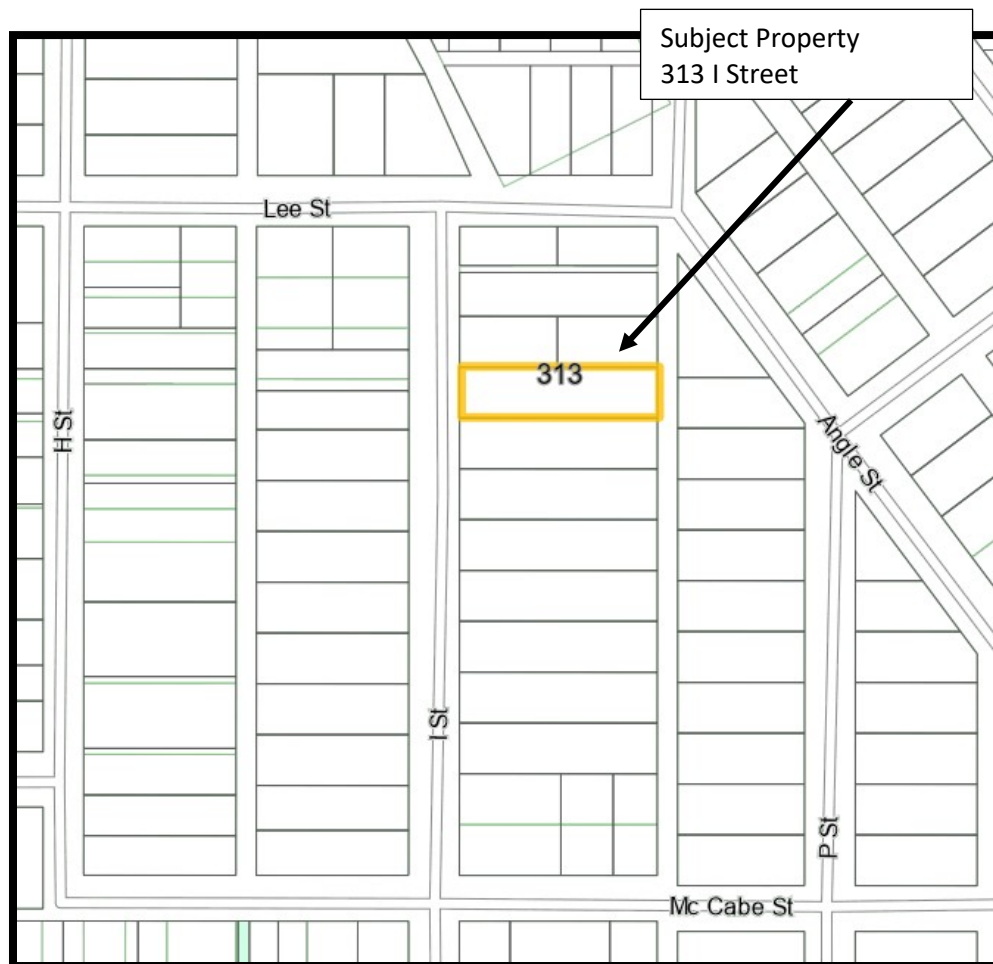 Subject Property
313 I Street
Lee St
313
H St
Angle St
I St
P St
Mc Cabe St